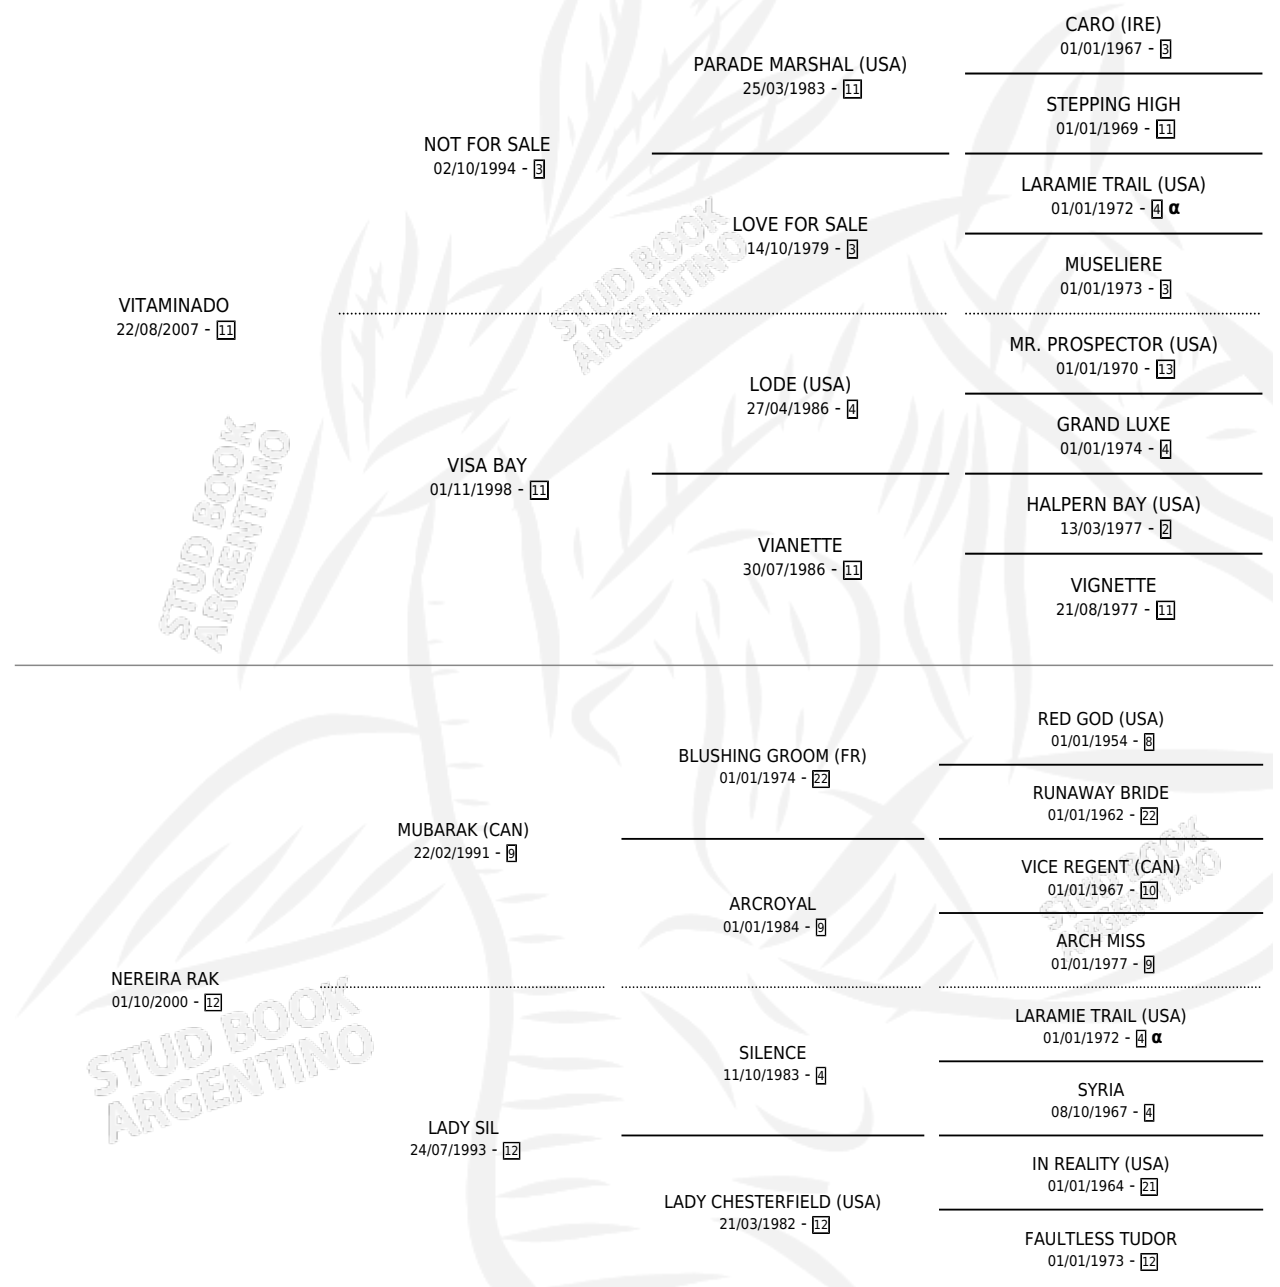 CARO (IRE)
01/01/1967 - 3
PARADE MARSHAL (USA)
25/03/1983 - 11
STEPPING HIGH
01/01/1969 - 11
NOT FOR SALE
02/10/1994 - 3
LARAMIE TRAIL (USA)
01/01/1972 - 4 α
LOVE FOR SALE
14/10/1979 - 3
MUSELIERE
01/01/1973 - 3
VITAMINADO
22/08/2007 - 11
MR. PROSPECTOR (USA)
01/01/1970 - 13
LODE (USA)
27/04/1986 - 4
GRAND LUXE
01/01/1974 - 4
VISA BAY
01/11/1998 - 11
HALPERN BAY (USA)
13/03/1977 - 2
VIANETTE
30/07/1986 - 11
VIGNETTE
21/08/1977 - 11
RED GOD (USA)
01/01/1954 - 8
BLUSHING GROOM (FR)
01/01/1974 - 22
RUNAWAY BRIDE
01/01/1962 - 22
MUBARAK (CAN)
22/02/1991 - 9
VICE REGENT (CAN)
01/01/1967 - 10
ARCROYAL
01/01/1984 - 9
ARCH MISS
01/01/1977 - 9
NEREIRA RAK
01/10/2000 - 12
LARAMIE TRAIL (USA)
01/01/1972 - 4 α
SILENCE
11/10/1983 - 4
SYRIA
08/10/1967 - 4
LADY SIL
24/07/1993 - 12
IN REALITY (USA)
01/01/1964 - 21
LADY CHESTERFIELD (USA)
21/03/1982 - 12
FAULTLESS TUDOR
01/01/1973 - 12
STUD BOOK
ARGENTINO
STUD BOOK
ARGENTINO
STUD BOOK
ARGENTINO
STUD BOOK
ARGENTINO